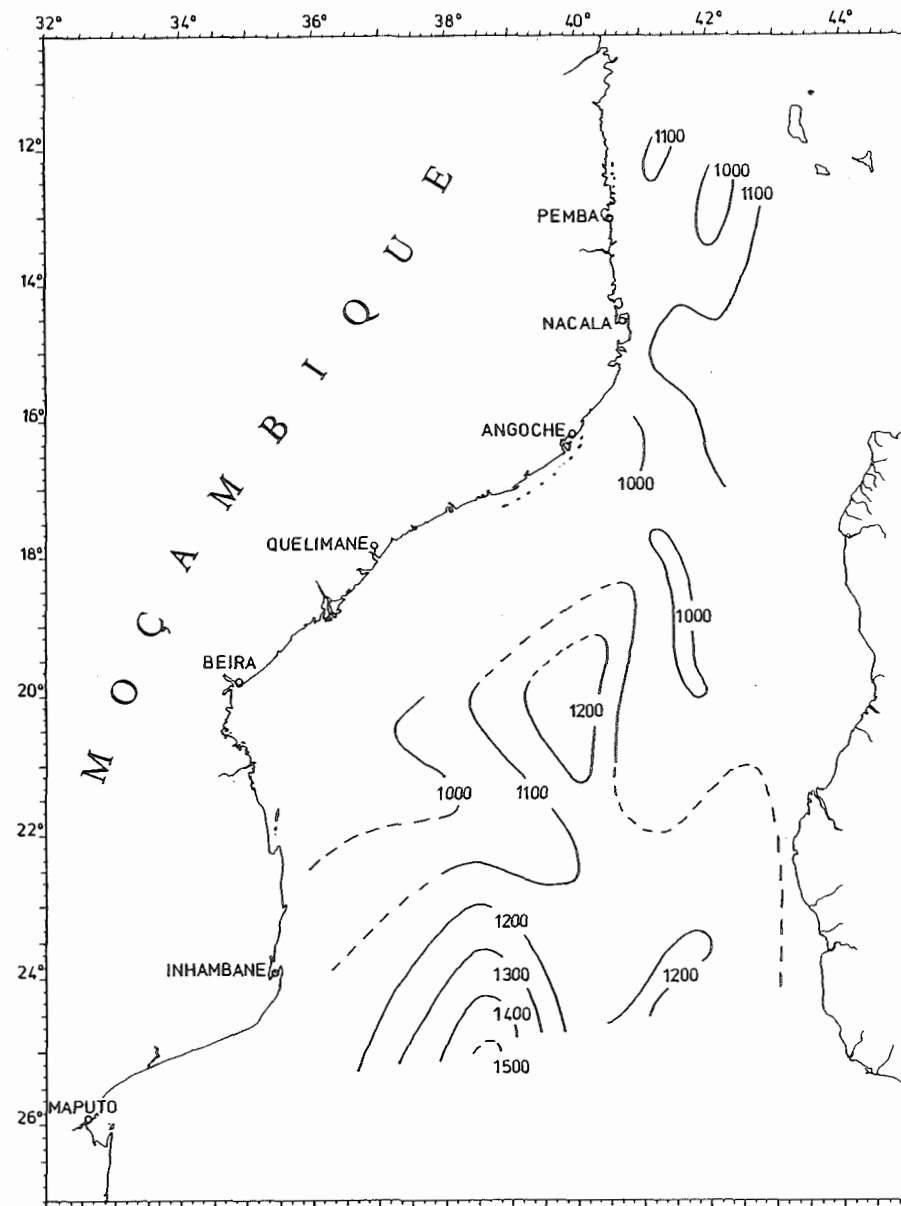 32° 34° 36° 38° 40° 42° 44°
12°
14°
16°
18°
20°
22°
24°
26°
MOÇAMBIQUE
PEMBA
NACALA
ANGOCHE
QUELIMANE
BEIRA
INHAMBANE
MAPUTO
1100
1000
1100
1000
1000
1200
1000
1100
1200
1300
1200
1400
1500